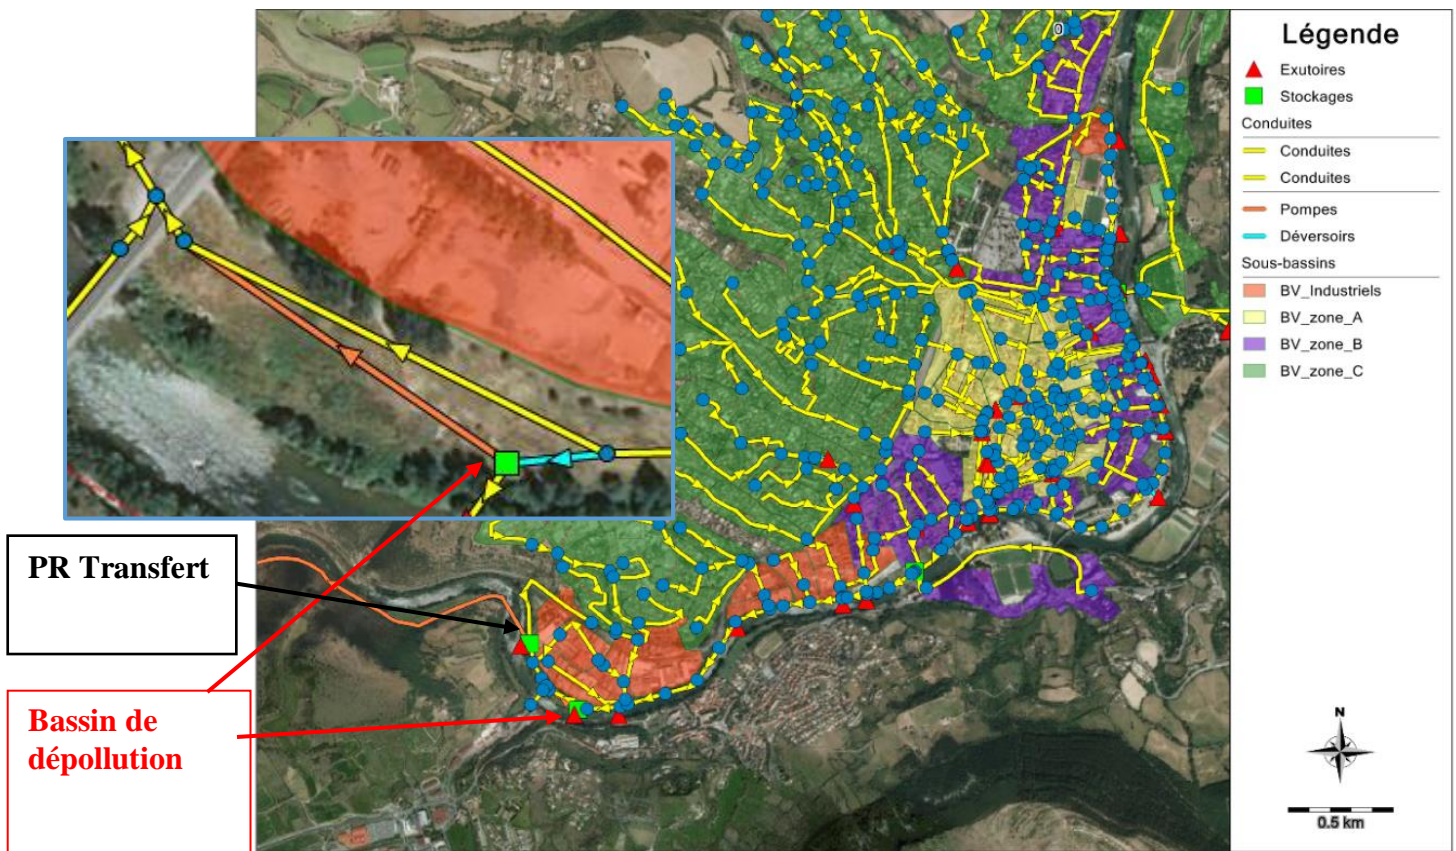 0
Légende
Exutoires
Stockages
Conduites
Conduites
Conduites
Pompes
Déversoirs
Sous-bassins
BV_Industriels
BV_zone_A
BV_zone_B
BV_zone_C
PR Transfert
Bassin de
dépollution
N
0.5 km